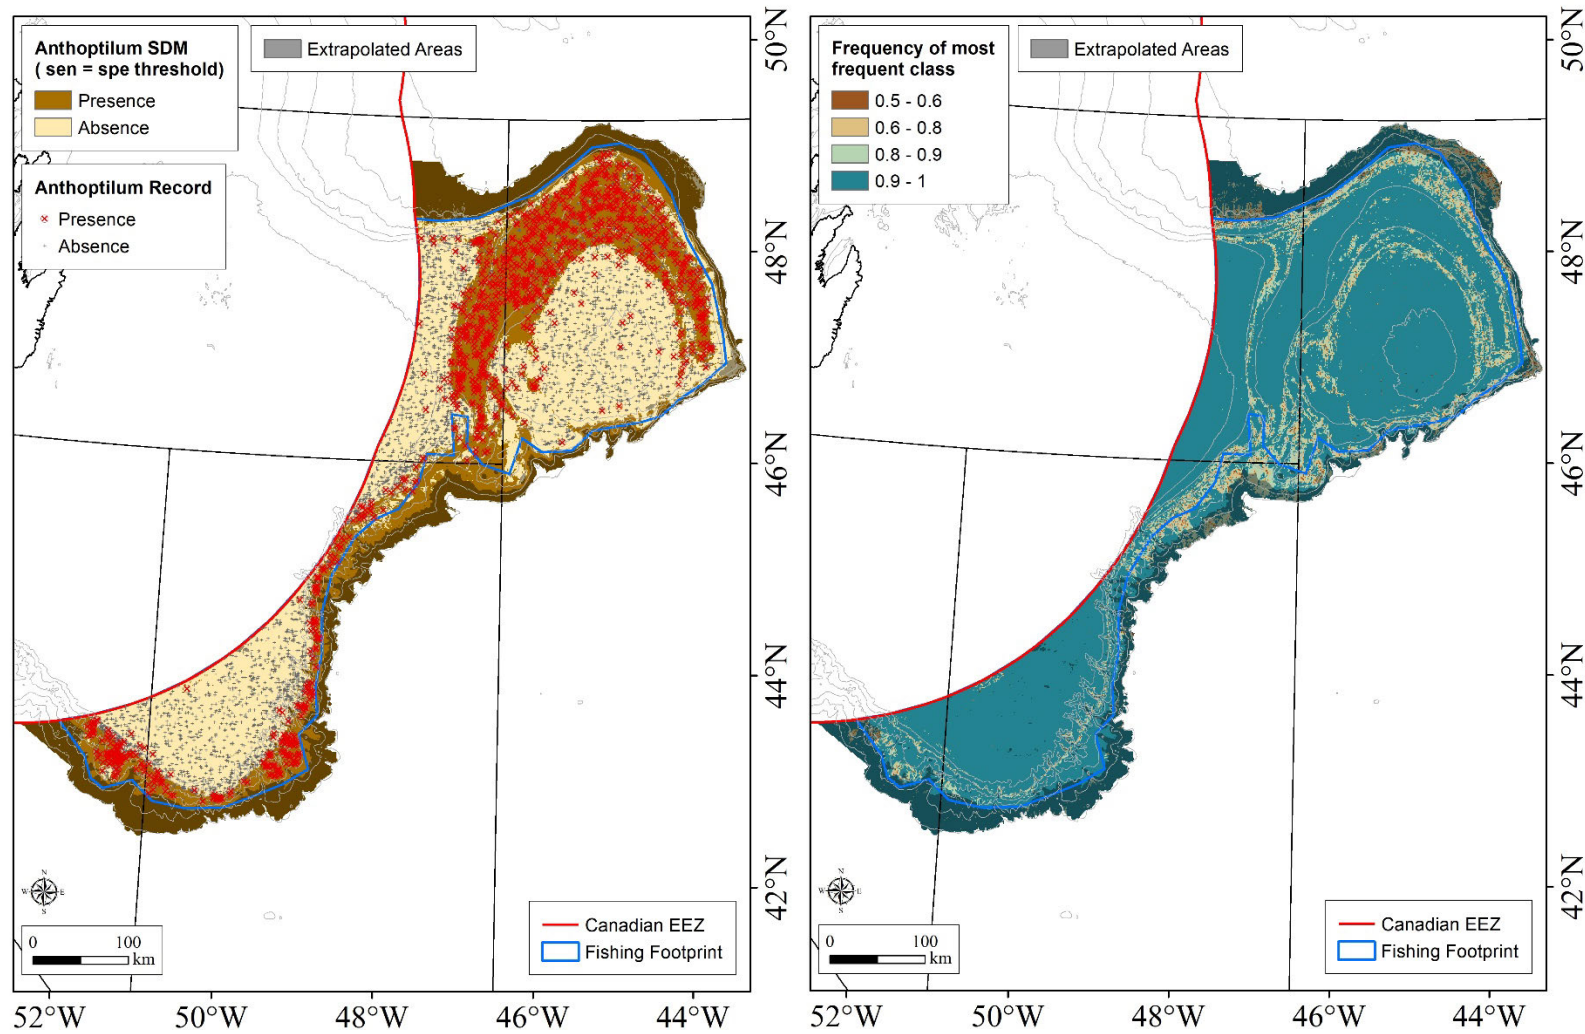 Anthoptilum SDM
( sen = spe threshold)
Presence
Absence
Extrapolated Areas
Anthoptilum Record
Presence
Absence
N
W E
S
0 100
km
Canadian EEZ
Fishing Footprint
52°W 50°W 48°W 46°W 44°W
50°N
48°N
46°N
44°N
42°N
Frequency of most
frequent class
0.5 - 0.6
0.6 - 0.8
0.8 - 0.9
0.9 - 1
Extrapolated Areas
N
W E
S
0 100
km
Canadian EEZ
Fishing Footprint
52°W 50°W 48°W 46°W 44°W
50°N
48°N
46°N
44°N
42°N